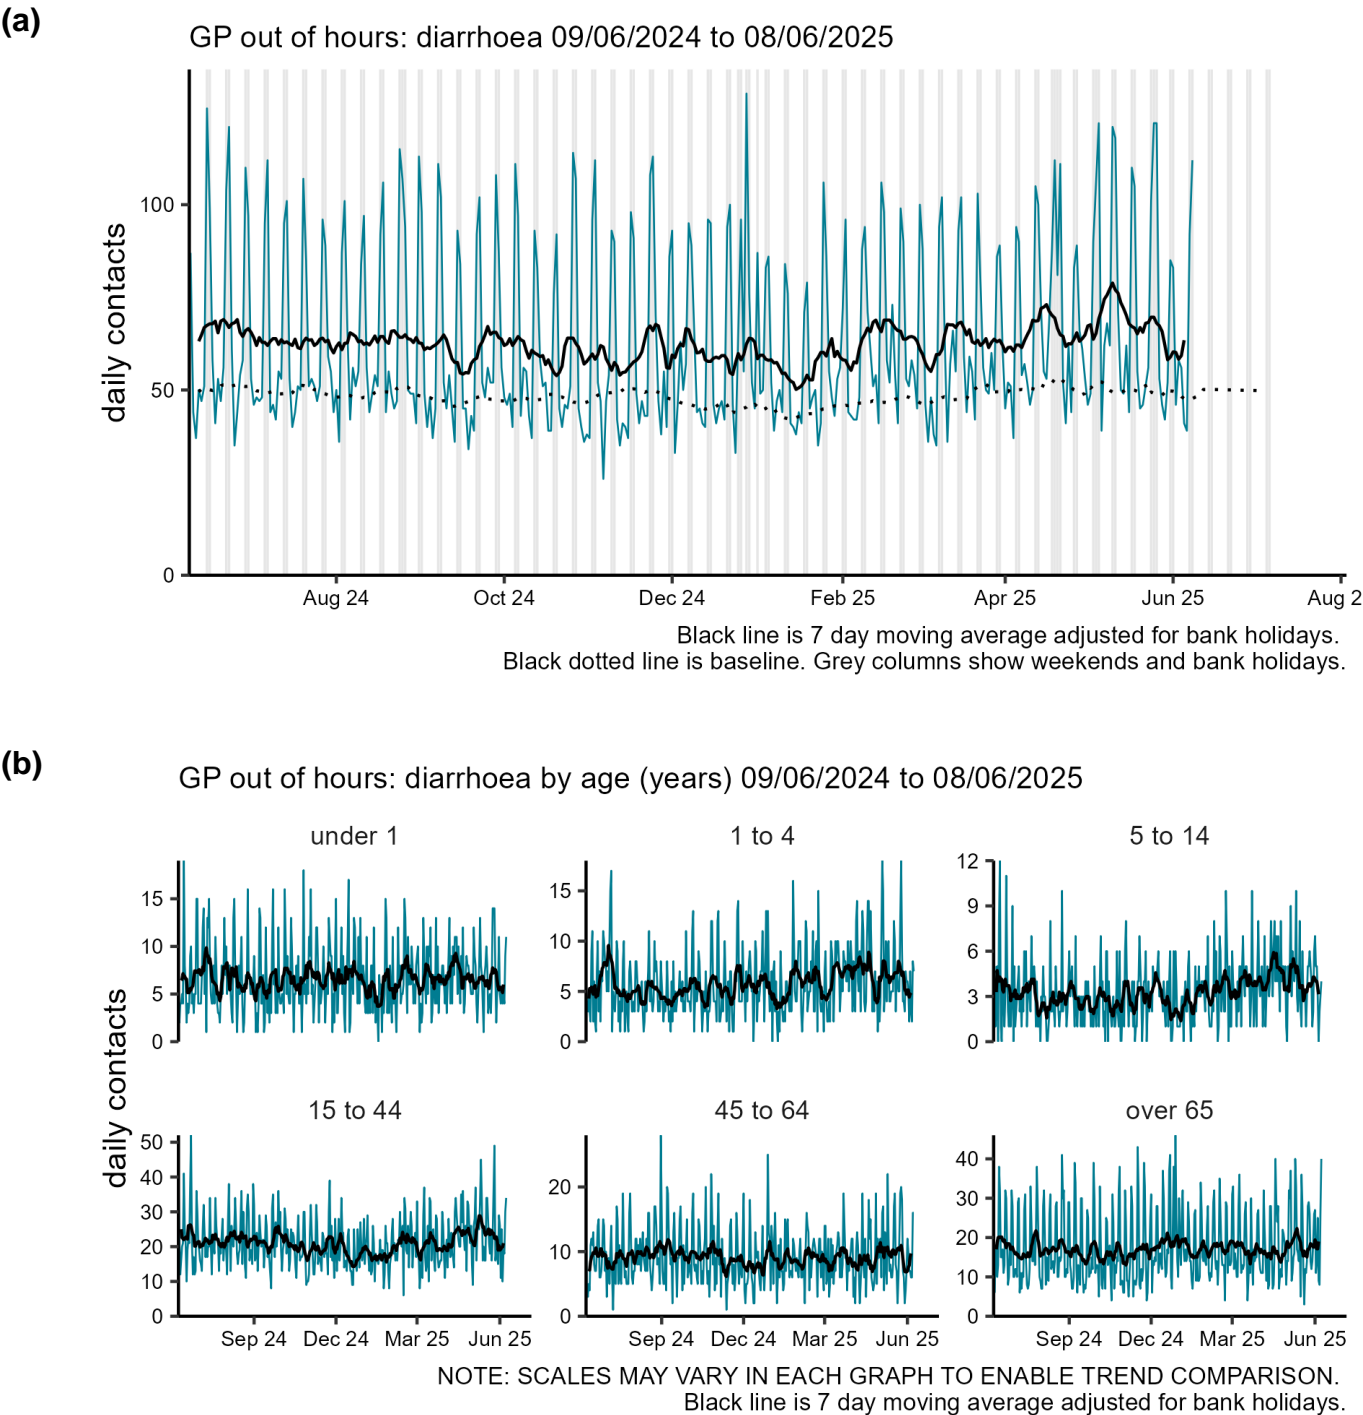 (a)
GP out of hours: diarrhoea 09/06/2024 to 08/06/2025
daily contacts
100
50
0
Aug 24 Oct 24 Dec 24 Feb 25 Apr 25 Jun 25 Aug 2
Black line is 7 day moving average adjusted for bank holidays.
Black dotted line is baseline. Grey columns show weekends and bank holidays.
(b)
GP out of hours: diarrhoea by age (years) 09/06/2024 to 08/06/2025
daily contacts
under 1
15
10
5
0
1 to 4
15
10
5
0
5 to 14
12
9
6
3
0
15 to 44
50
40
30
20
10
0
Sep 24 Dec 24 Mar 25 Jun 25
45 to 64
20
10
0
Sep 24 Dec 24 Mar 25 Jun 25
over 65
40
30
20
10
0
Sep 24 Dec 24 Mar 25 Jun 25
NOTE: SCALES MAY VARY IN EACH GRAPH TO ENABLE TREND COMPARISON.
Black line is 7 day moving average adjusted for bank holidays.